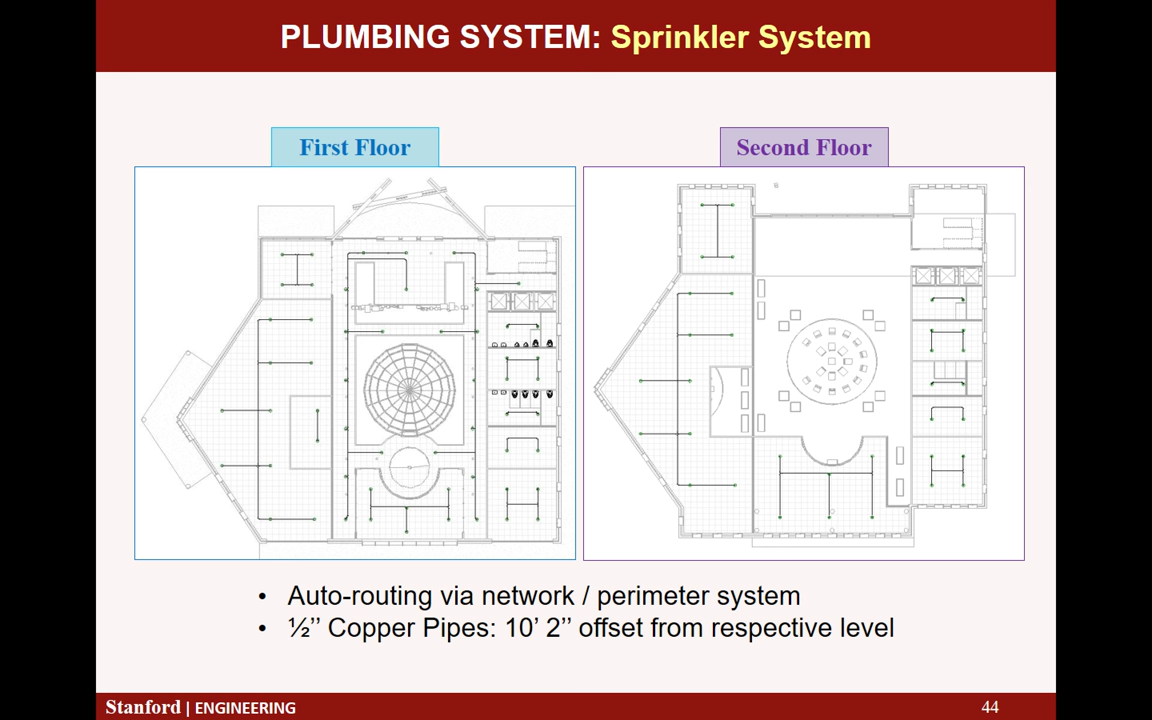 PLUMBING SYSTEM: Sprinkler System
First Floor
Second Floor
• Auto-routing via network / perimeter system
• ½’’ Copper Pipes: 10’ 2’’ offset from respective level
Stanford | ENGINEERING
44